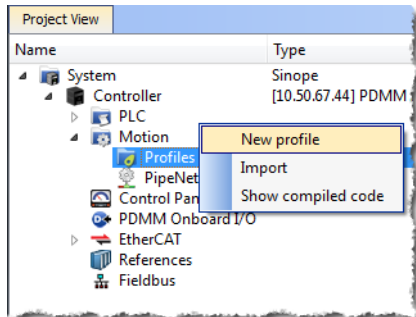 Project View
Name Type
System Sinope
Controller [10.50.67.44] PDMM
PLC
Motion
New profile
Profiles
Import
PipeNet
Show compiled code
Control Pan
PDMM Onboard I/O
EtherCAT
References
Fieldbus